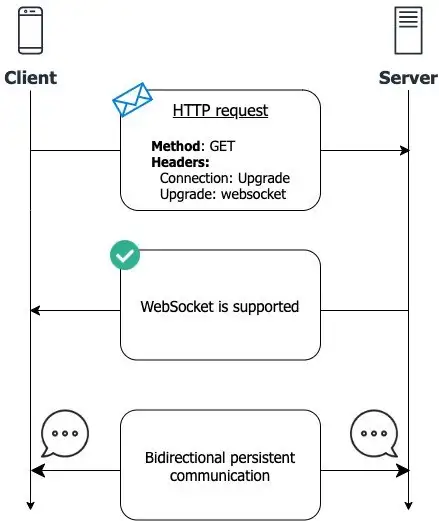 Client
Server
HTTP request
Method: GET
Headers:
Connection: Upgrade
Upgrade: websocket
WebSocket is supported
Bidirectional persistent
communication